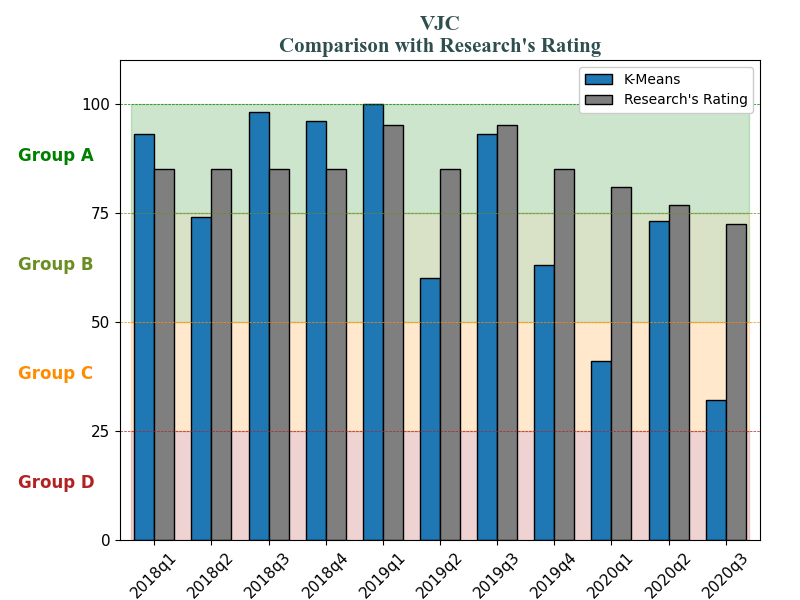 VJC
Comparison with Research's Rating
K-Means
Research's Rating
100
Group A
75
Group B
50
Group C
25
Group D
0
2018q1
2018q2
2018q3
2018q4
2019q1
2019q2
2019q3
2019q4
2020q1
2020q2
2020q3